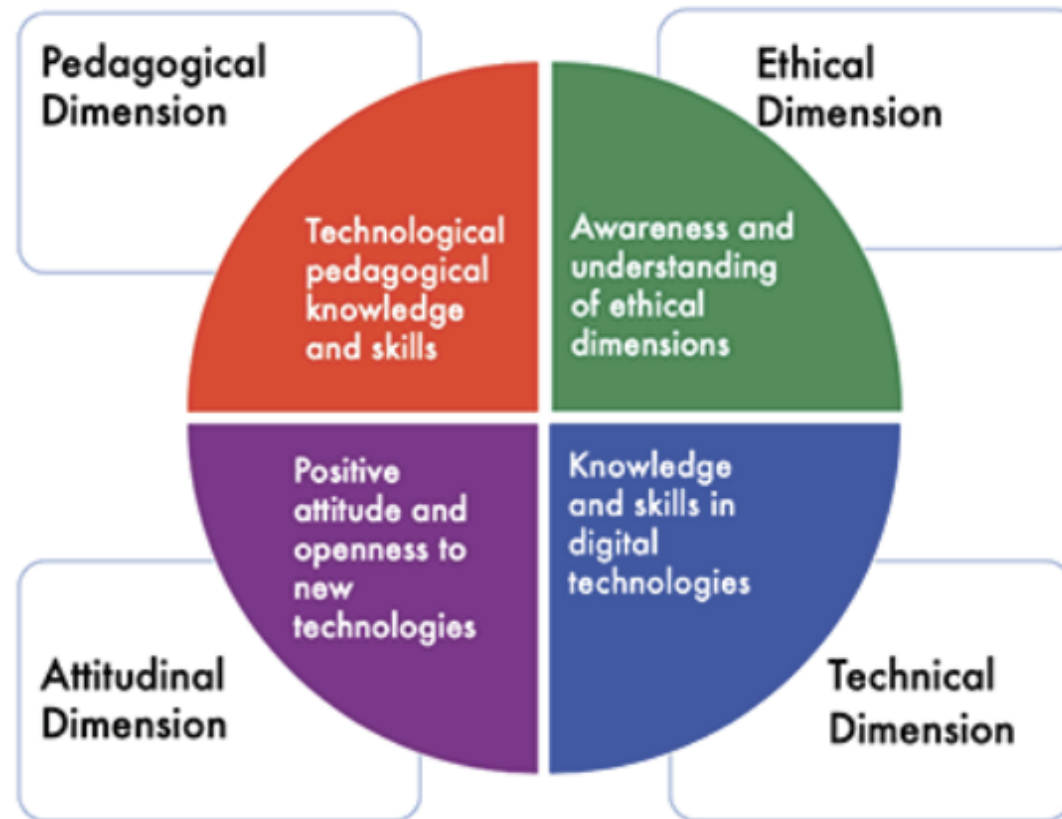 Pedagogical
Dimension
Ethical
Dimension
Technological
pedagogical
knowledge
and skills
Awareness and
understanding
of ethical
dimensions
Positive
attitude and
openness to
new
technologies
Knowledge
and skills in
digital
technologies
Attitudinal
Dimension
Technical
Dimension